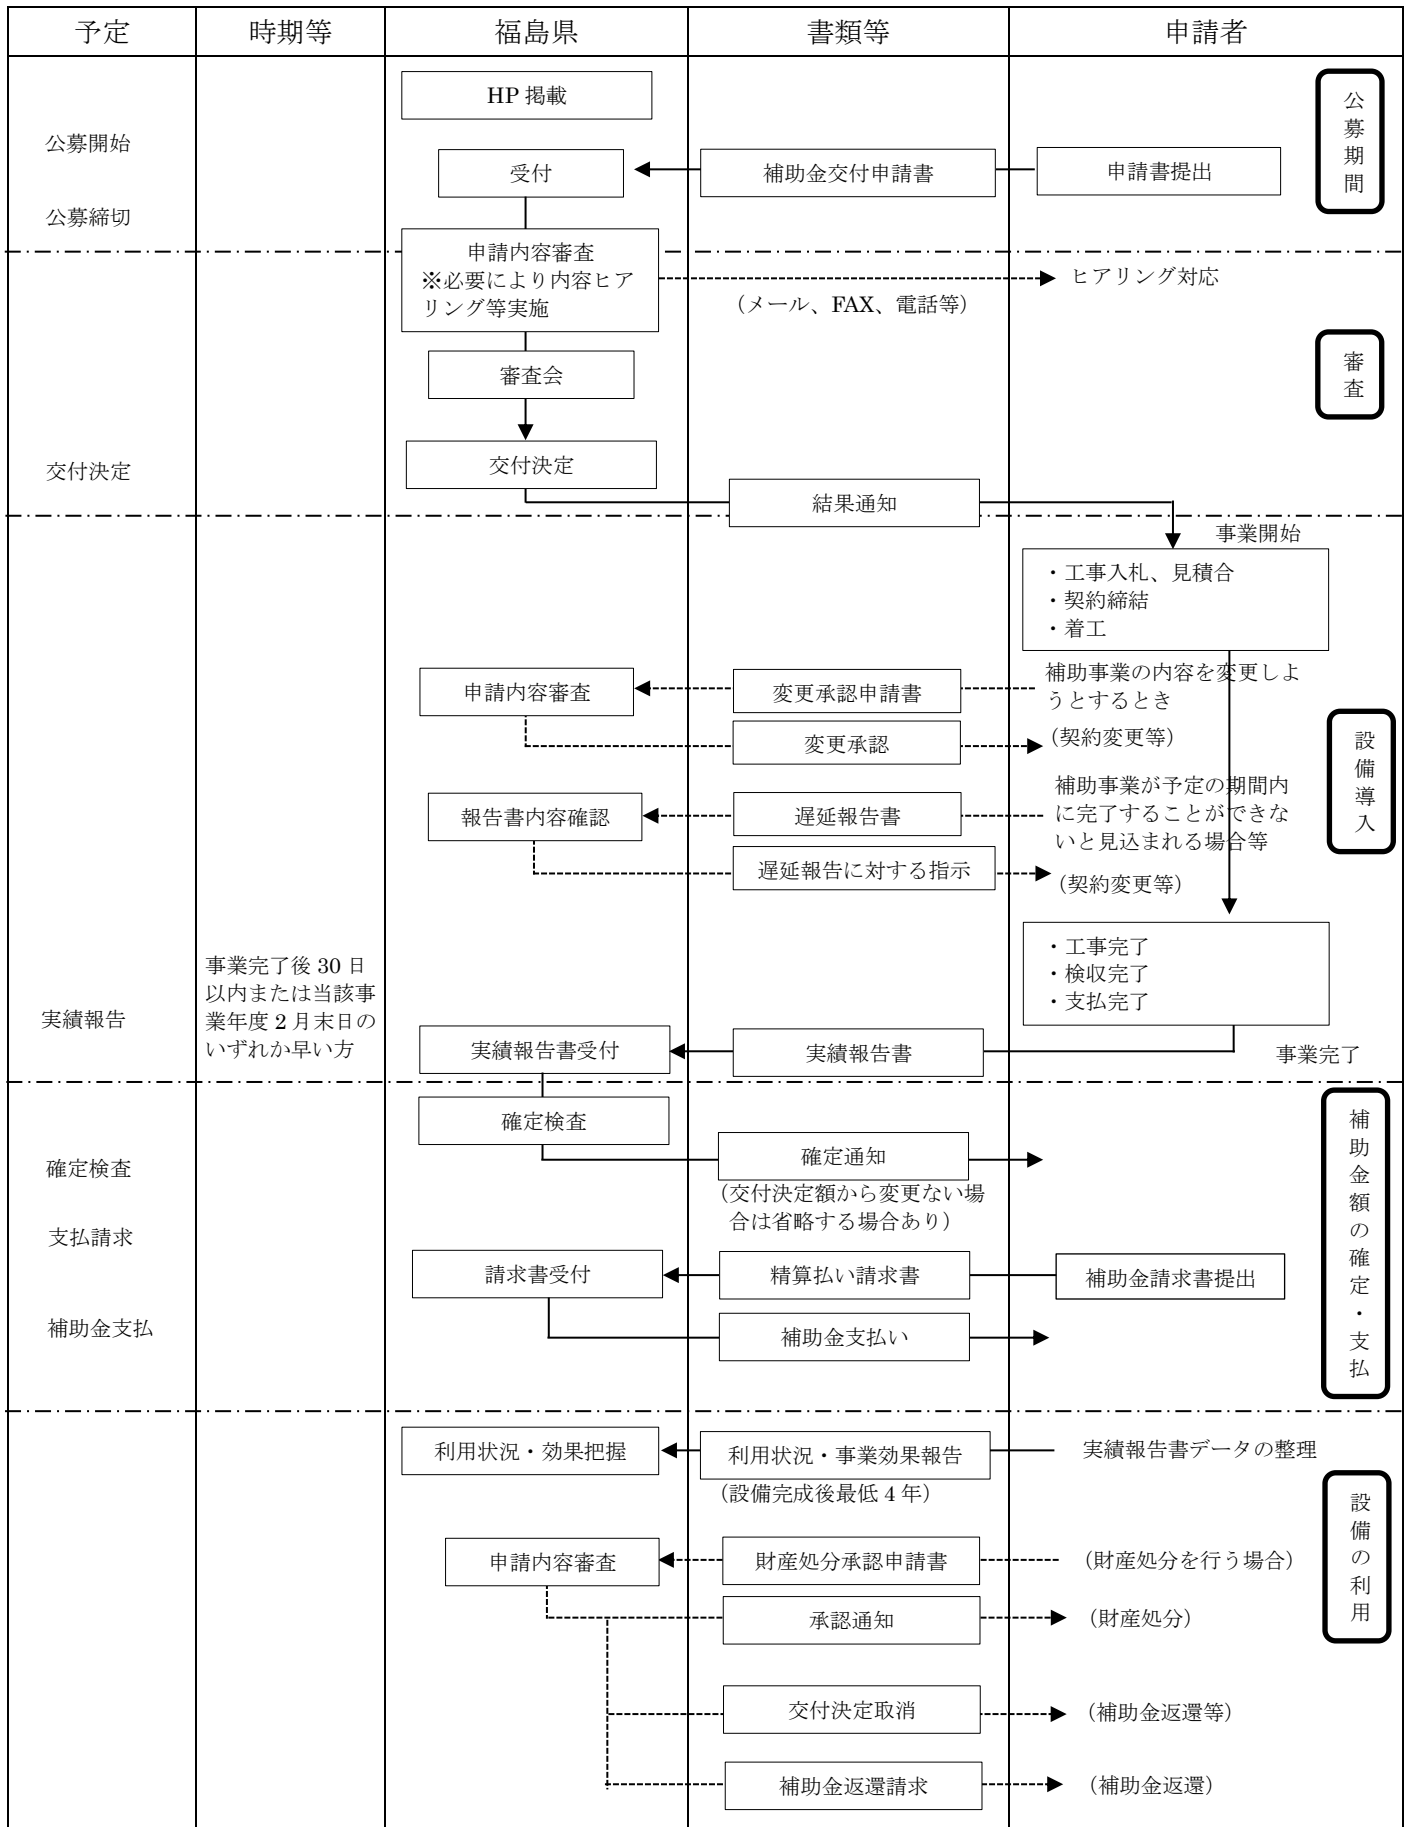 予定
時期等
福島県
書類等
申請者
HP 掲載
公募期間
公募開始
受付
補助金交付申請書
申請書提出
公募締切
申請内容審査
※必要により内容ヒア
リング等実施
ヒアリング対応
（メール、FAX、電話等）
審査
審査会
交付決定
交付決定
結果通知
事業開始
・工事入札、見積合
・契約締結
・着工
申請内容審査
変更承認申請書
補助事業の内容を変更しよ
うとするとき
変更承認
（契約変更等）
設備導入
報告書内容確認
遅延報告書
補助事業が予定の期間内
に完了することができな
いと見込まれる場合等
遅延報告に対する指示
（契約変更等）
・工事完了
・検収完了
・支払完了
実績報告
事業完了後 30 日
以内または当該事
業年度 2 月末日の
いずれか早い方
実績報告書受付
実績報告書
事業完了
補助金額の確定・支払
確定検査
確定検査
確定通知
（交付決定額から変更ない場
合は省略する場合あり）
支払請求
請求書受付
精算払い請求書
補助金請求書提出
補助金支払
補助金支払い
利用状況・効果把握
利用状況・事業効果報告
実績報告書データの整理
（設備完成後最低 4 年）
設備の利用
申請内容審査
財産処分承認申請書
（財産処分を行う場合）
承認通知
（財産処分）
交付決定取消
（補助金返還等）
補助金返還請求
（補助金返還）